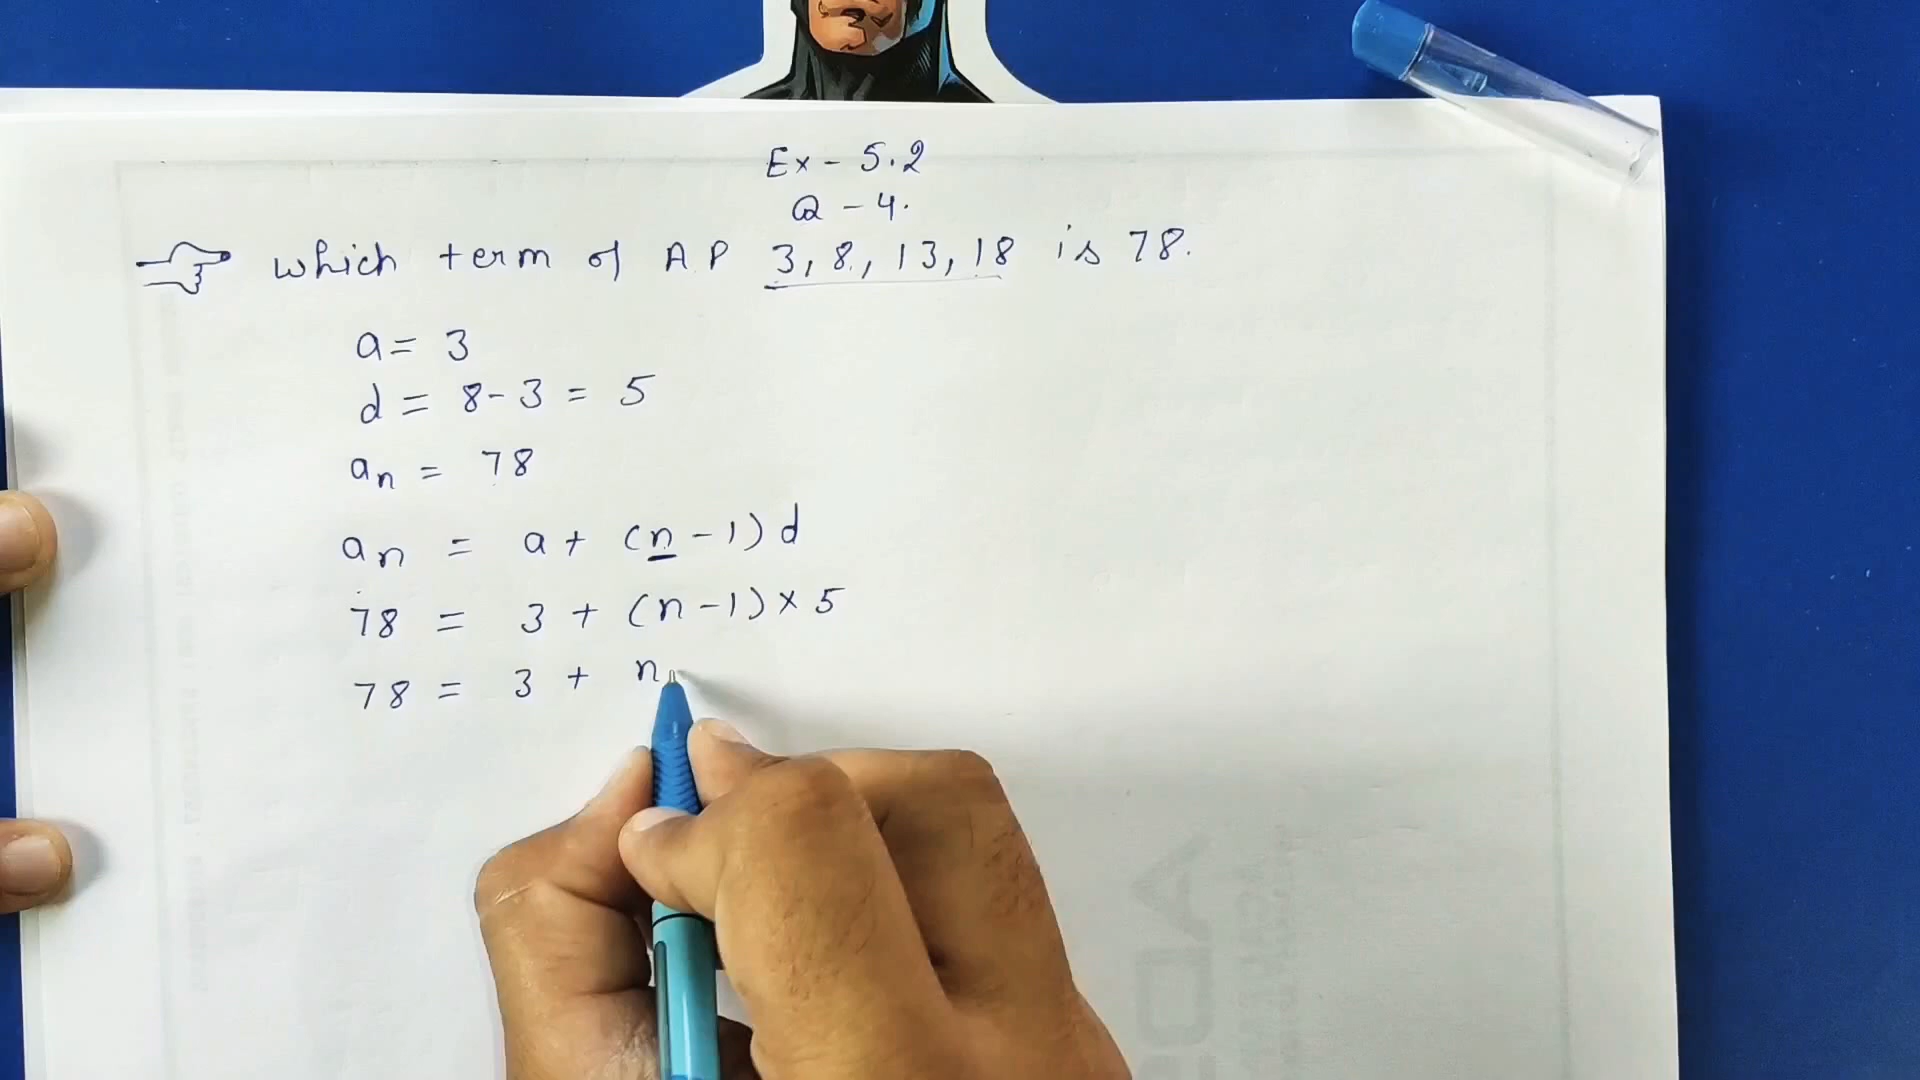 Ex - 5.2
Q - 4.
which term of AP 3, 8, 13, 18 is 78.
a = 3
d = 8 - 3 = 5
an = 78
an = a + (n - 1) d
78 = 3 + (n - 1) × 5
78 = 3 + n